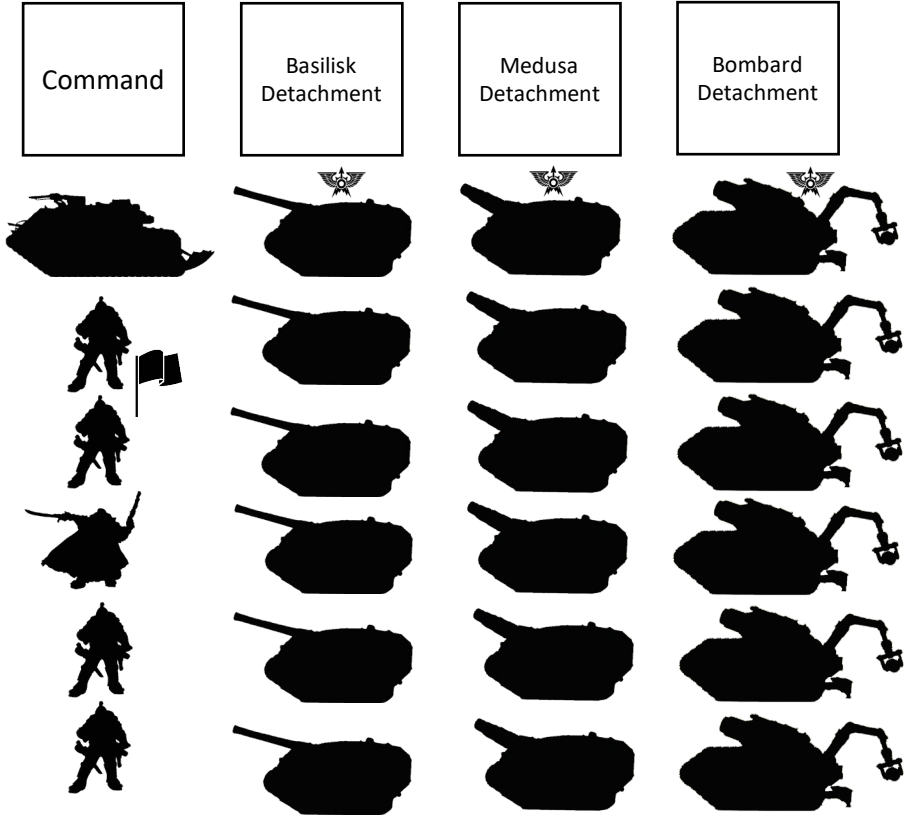 Command
Basilisk
Detachment
Medusa
Detachment
Bombard
Detachment